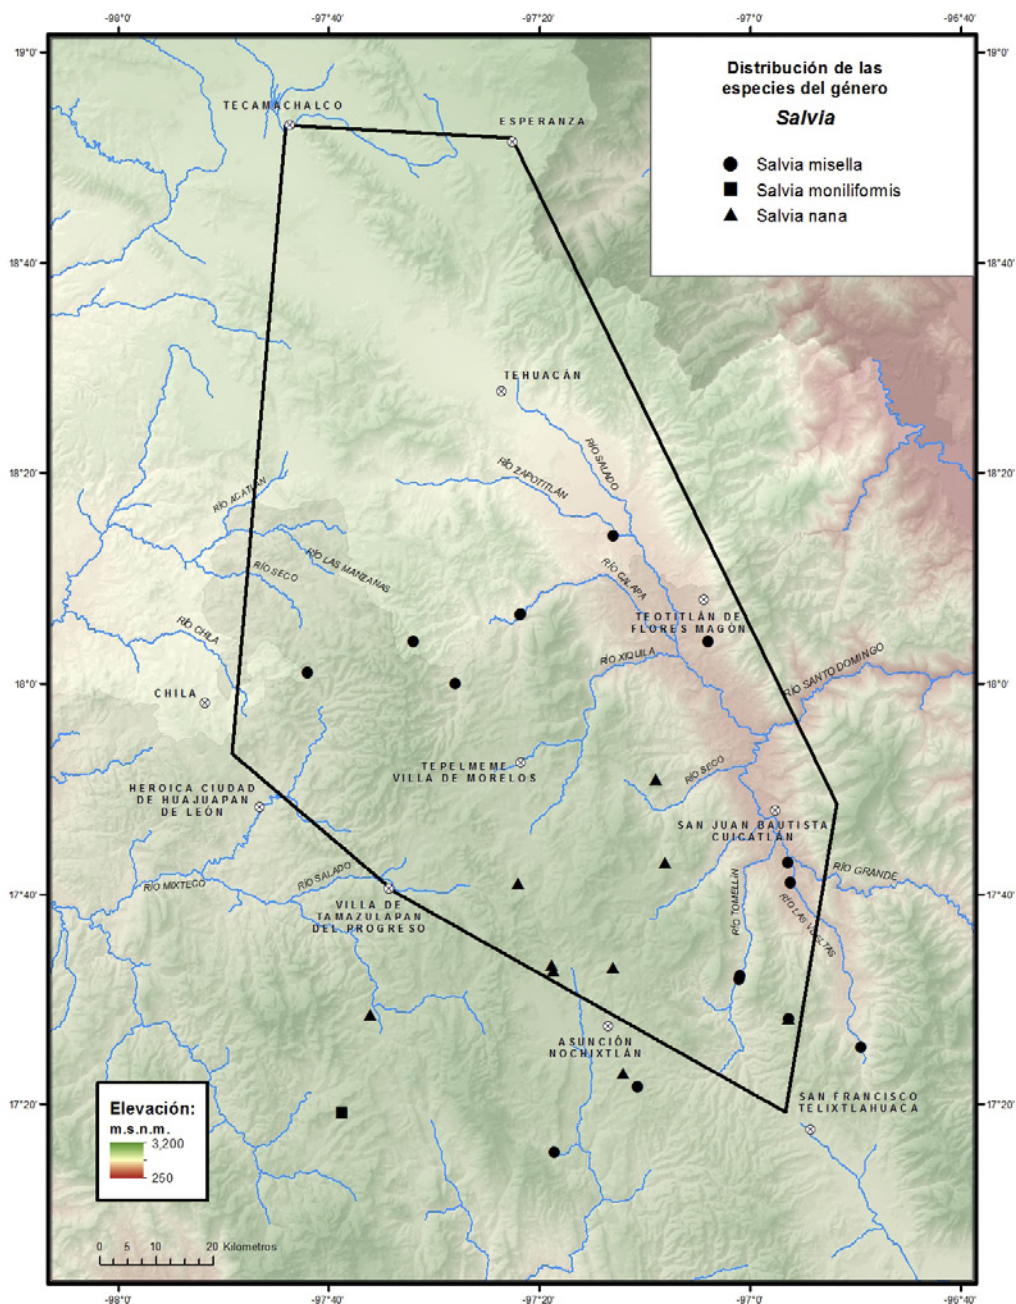 -98°0'
-97°40'
-97°20'
-97°0'
-96°40'
19°0'
19°0'
Distribución de las
especies del género
Salvia
Salvia misella
Salvia moniliformis
Salvia nana
TECAMACHALCO
ESPERANZA
18°40'
18°40'
TEHUACÁN
RÍO SALADO
RÍO ZAPOTITLÁN
18°20'
18°20'
RÍO ACATLÁN
RÍO LAS MANZANAS
RÍO SECO
RÍO CALAPA
TEOTITLÁN DE
FLORES MAGÓN
RÍO CHILA
RÍO XIQUILA
RÍO SANTO DOMINGO
18°0'
18°0'
CHILA
TEPELMEME
VILLA DE MORELOS
RÍO SECO
HEROICA CIUDAD
DE HUAJUAPAN
DE LEÓN
SAN JUAN BAUTISTA
CUICATLÁN
RÍO GRANDE
RÍO SALADO
RÍO MIXTECO
17°40'
17°40'
VILLA DE
TAMAZULAPAN
DEL PROGRESO
RÍO TOMELLÍN
RÍO LAS VUELTAS
ASUNCIÓN
NOCHIXTLÁN
SAN FRANCISCO
TELIXTLAHUACA
17°20'
17°20'
Elevación:
m.s.n.m.
3,200
250
0 5 10 20 Kilometros
-98°0'
-97°40'
-97°20'
-97°0'
-96°40'